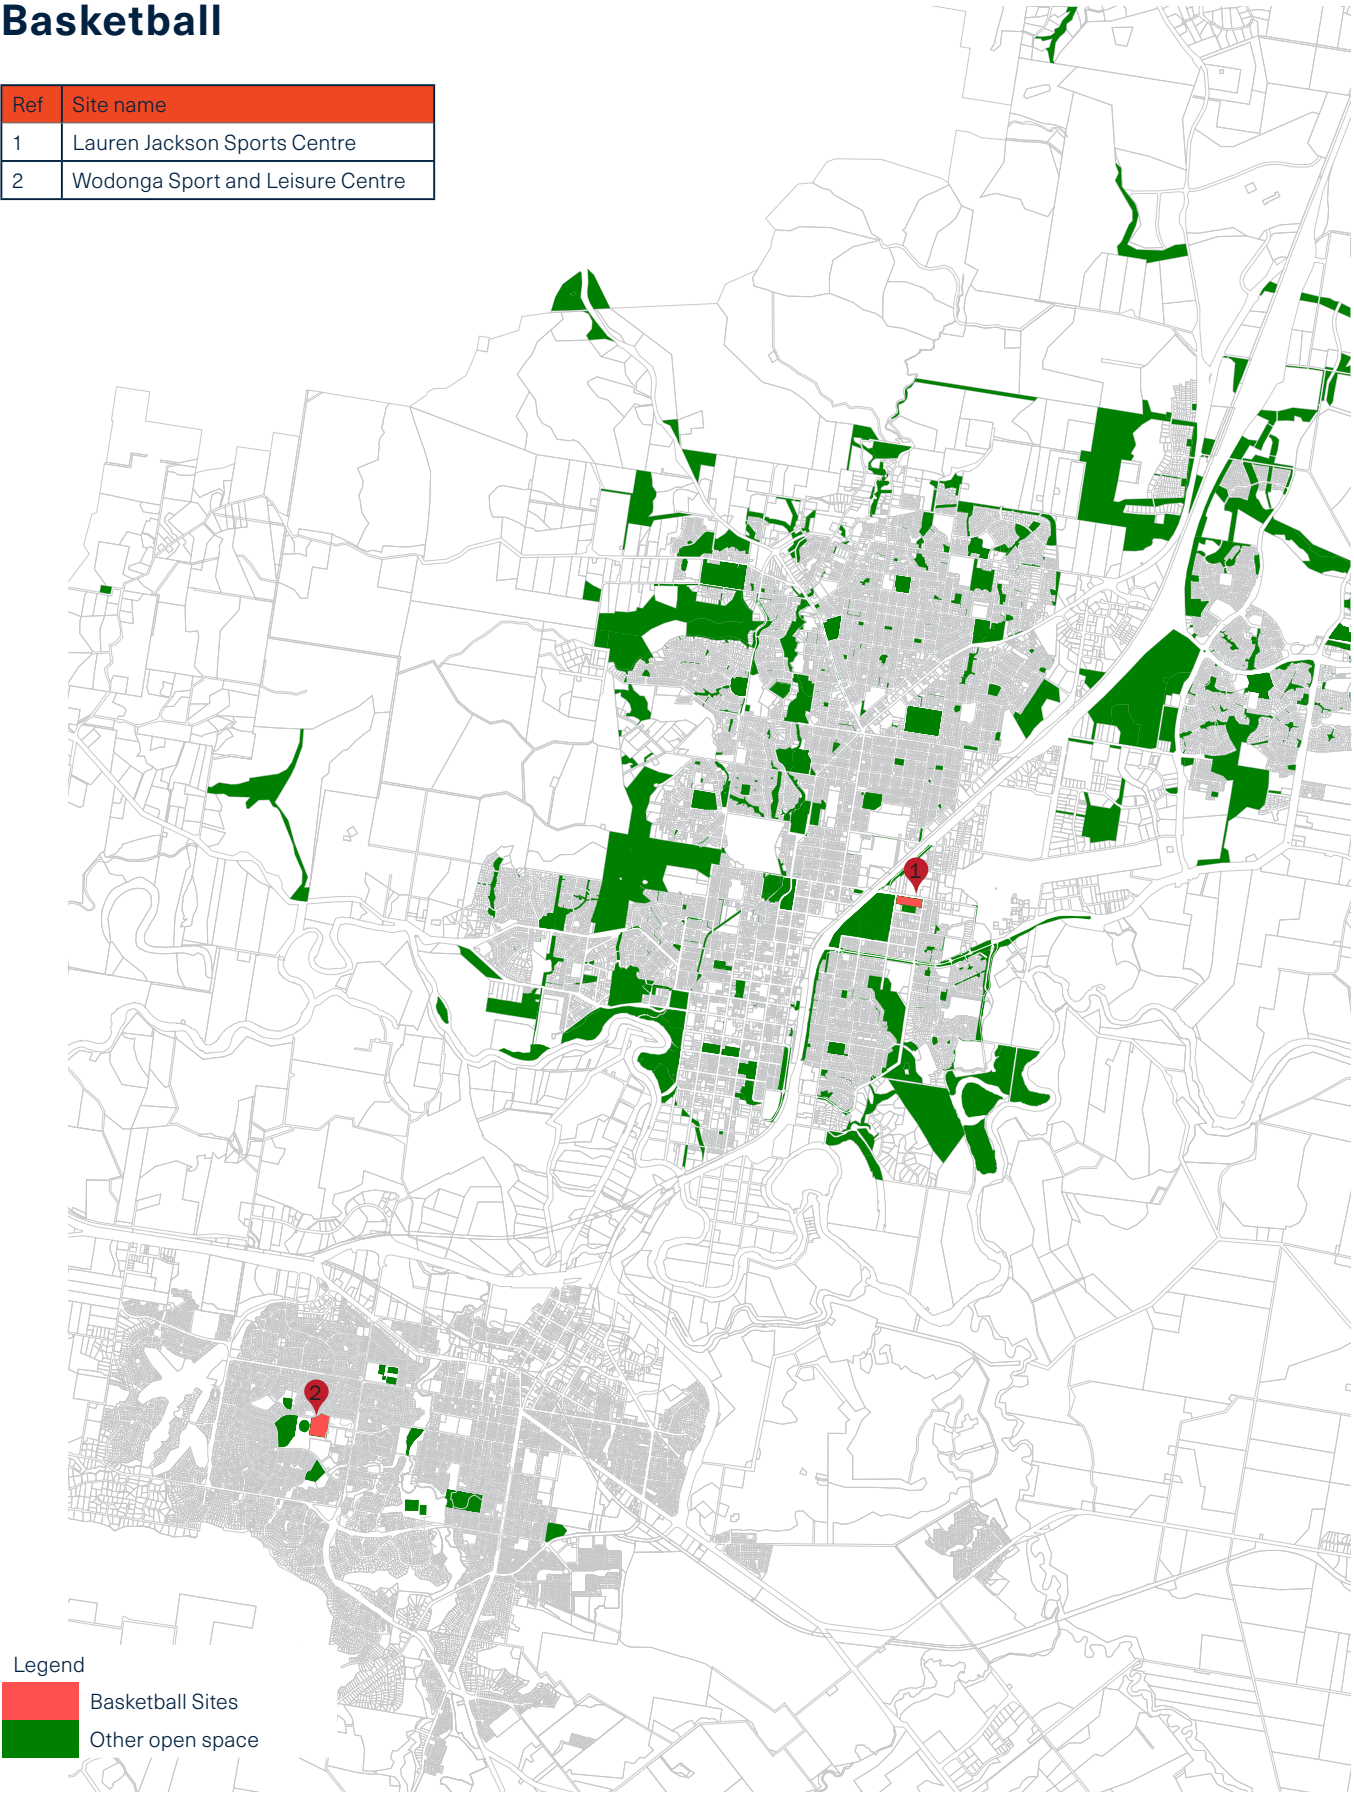 Basketball
Ref Site name
1 Lauren Jackson Sports Centre
2 Wodonga Sport and Leisure Centre
1
2
Legend
Basketball Sites
Other open space